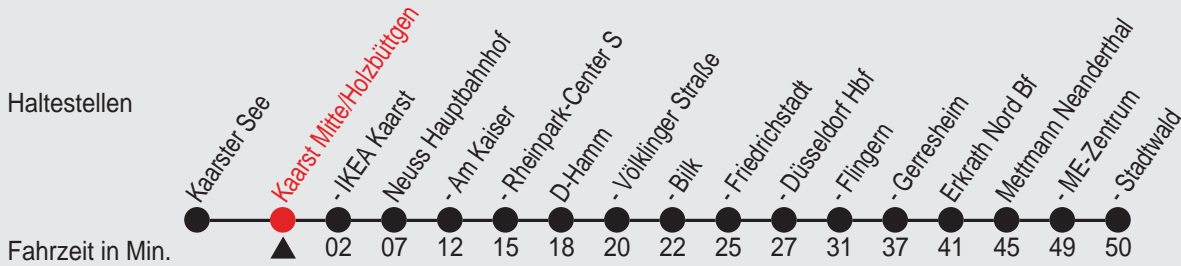 Haltestellen
Kaarster See
Kaarst Mitte/Holzbüttgen
- IKEA Kaarst
Neuss Hauptbahnhof
- Am Kaiser
- Rheinpark-Center S
D-Hamm
- Völklinger Straße
- Bilk
- Friedrichstadt
- Düsseldorf Hbf
- Flingern
- Gerresheim
Erkrath Nord Bf
Mettmann Neanderthal
- ME-Zentrum
- Stadtwald
Fahrzeit in Min. 02 07 12 15 18 20 22 25 27 31 37 41 45 49 50